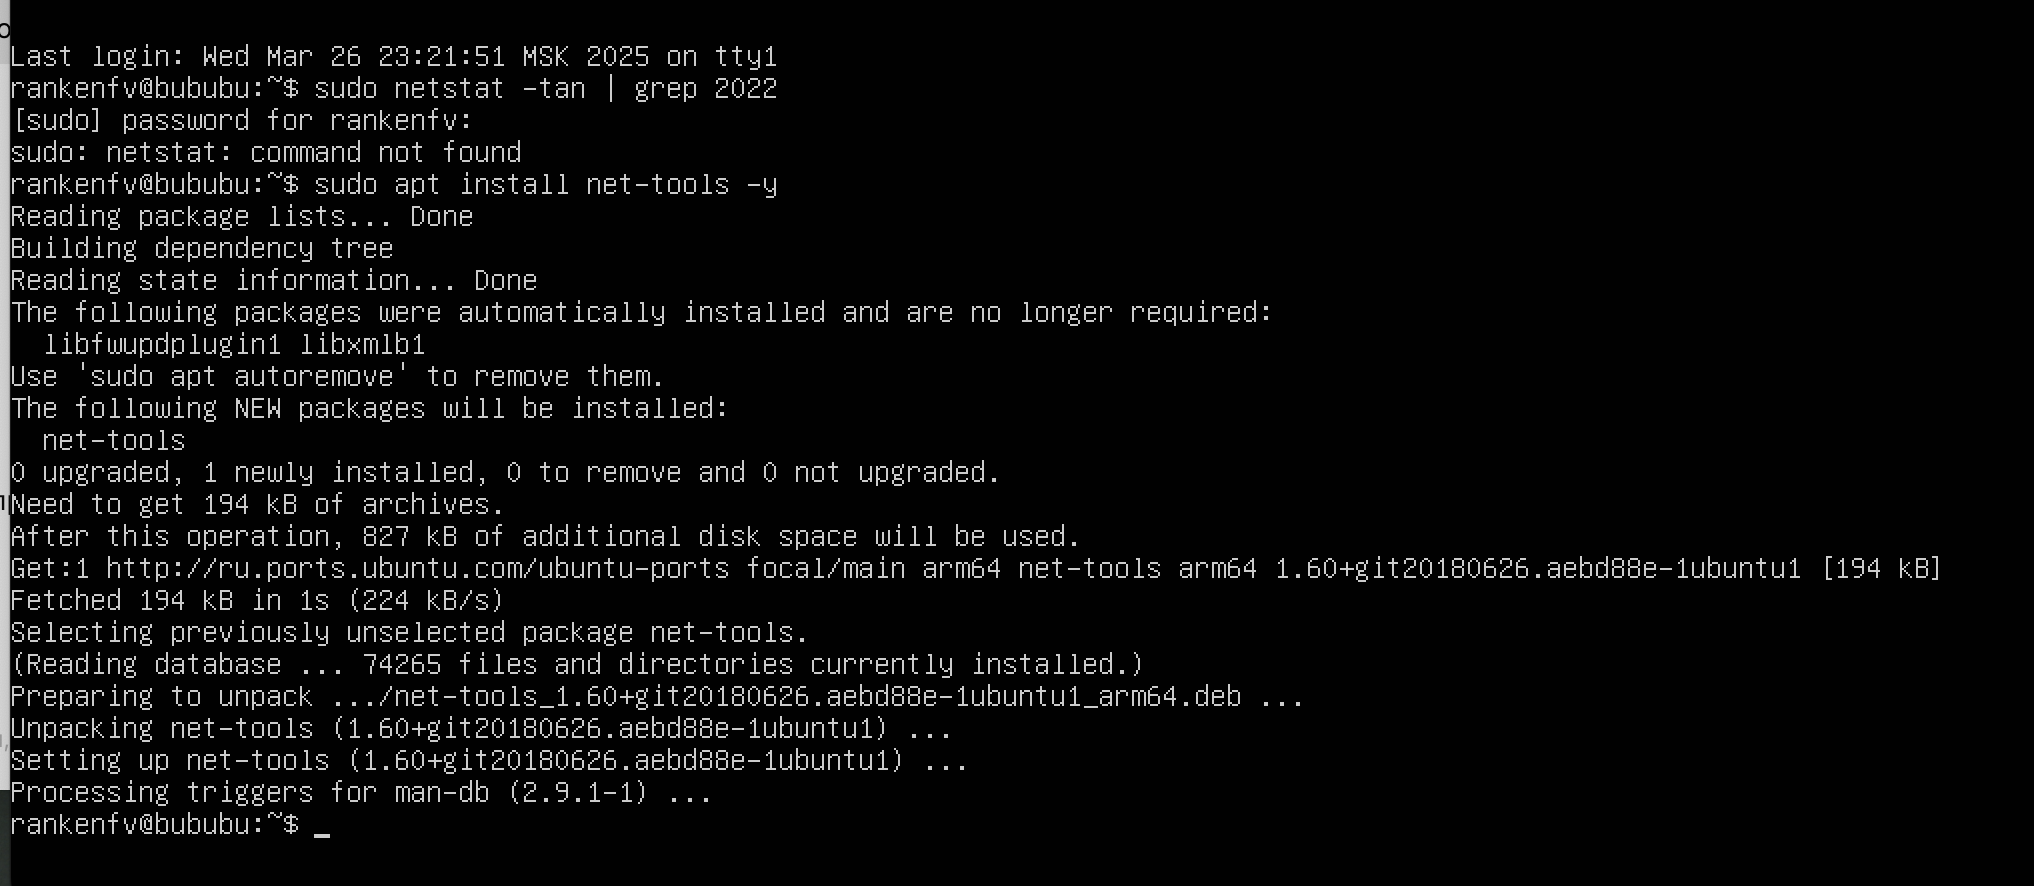 Last login: Wed Mar 26 23:21:51 MSK 2025 on tty1
rankenfv@bububu:~$ sudo netstat -tan | grep 2022
[sudo] password for rankenfv:
sudo: netstat: command not found
rankenfv@bububu:~$ sudo apt install net-tools -y
Reading package lists... Done
Building dependency tree
Reading state information... Done
The following packages were automatically installed and are no longer required:
  libfwupdplugin1 libxmlb1
Use 'sudo apt autoremove' to remove them.
The following NEW packages will be installed:
  net-tools
0 upgraded, 1 newly installed, 0 to remove and 0 not upgraded.
Need to get 194 kB of archives.
After this operation, 827 kB of additional disk space will be used.
Get:1 http://ru.ports.ubuntu.com/ubuntu-ports focal/main arm64 net-tools arm64 1.60+git20180626.aebd88e-1ubuntu1 [194 kB]
Fetched 194 kB in 1s (224 kB/s)
Selecting previously unselected package net-tools.
(Reading database ... 74265 files and directories currently installed.)
Preparing to unpack .../net-tools_1.60+git20180626.aebd88e-1ubuntu1_arm64.deb ...
Unpacking net-tools (1.60+git20180626.aebd88e-1ubuntu1) ...
Setting up net-tools (1.60+git20180626.aebd88e-1ubuntu1) ...
Processing triggers for man-db (2.9.1-1) ...
rankenfv@bububu:~$ _